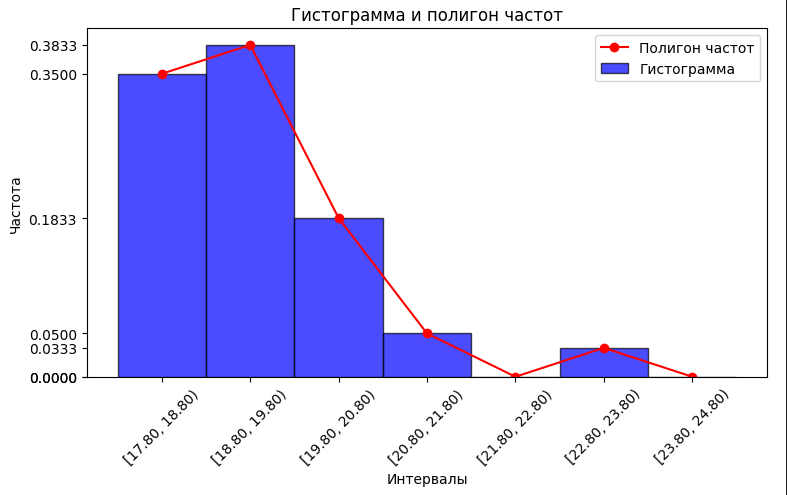 Гистограмма и полигон частот
Полигон частот
Гистограмма
Частота
0.3833
0.3500
0.1833
0.0500
0.0333
0.0000
[17.80, 18.80)
[18.80, 19.80)
[19.80, 20.80)
[20.80, 21.80)
[21.80, 22.80)
[22.80, 23.80)
[23.80, 24.80)
Интервалы